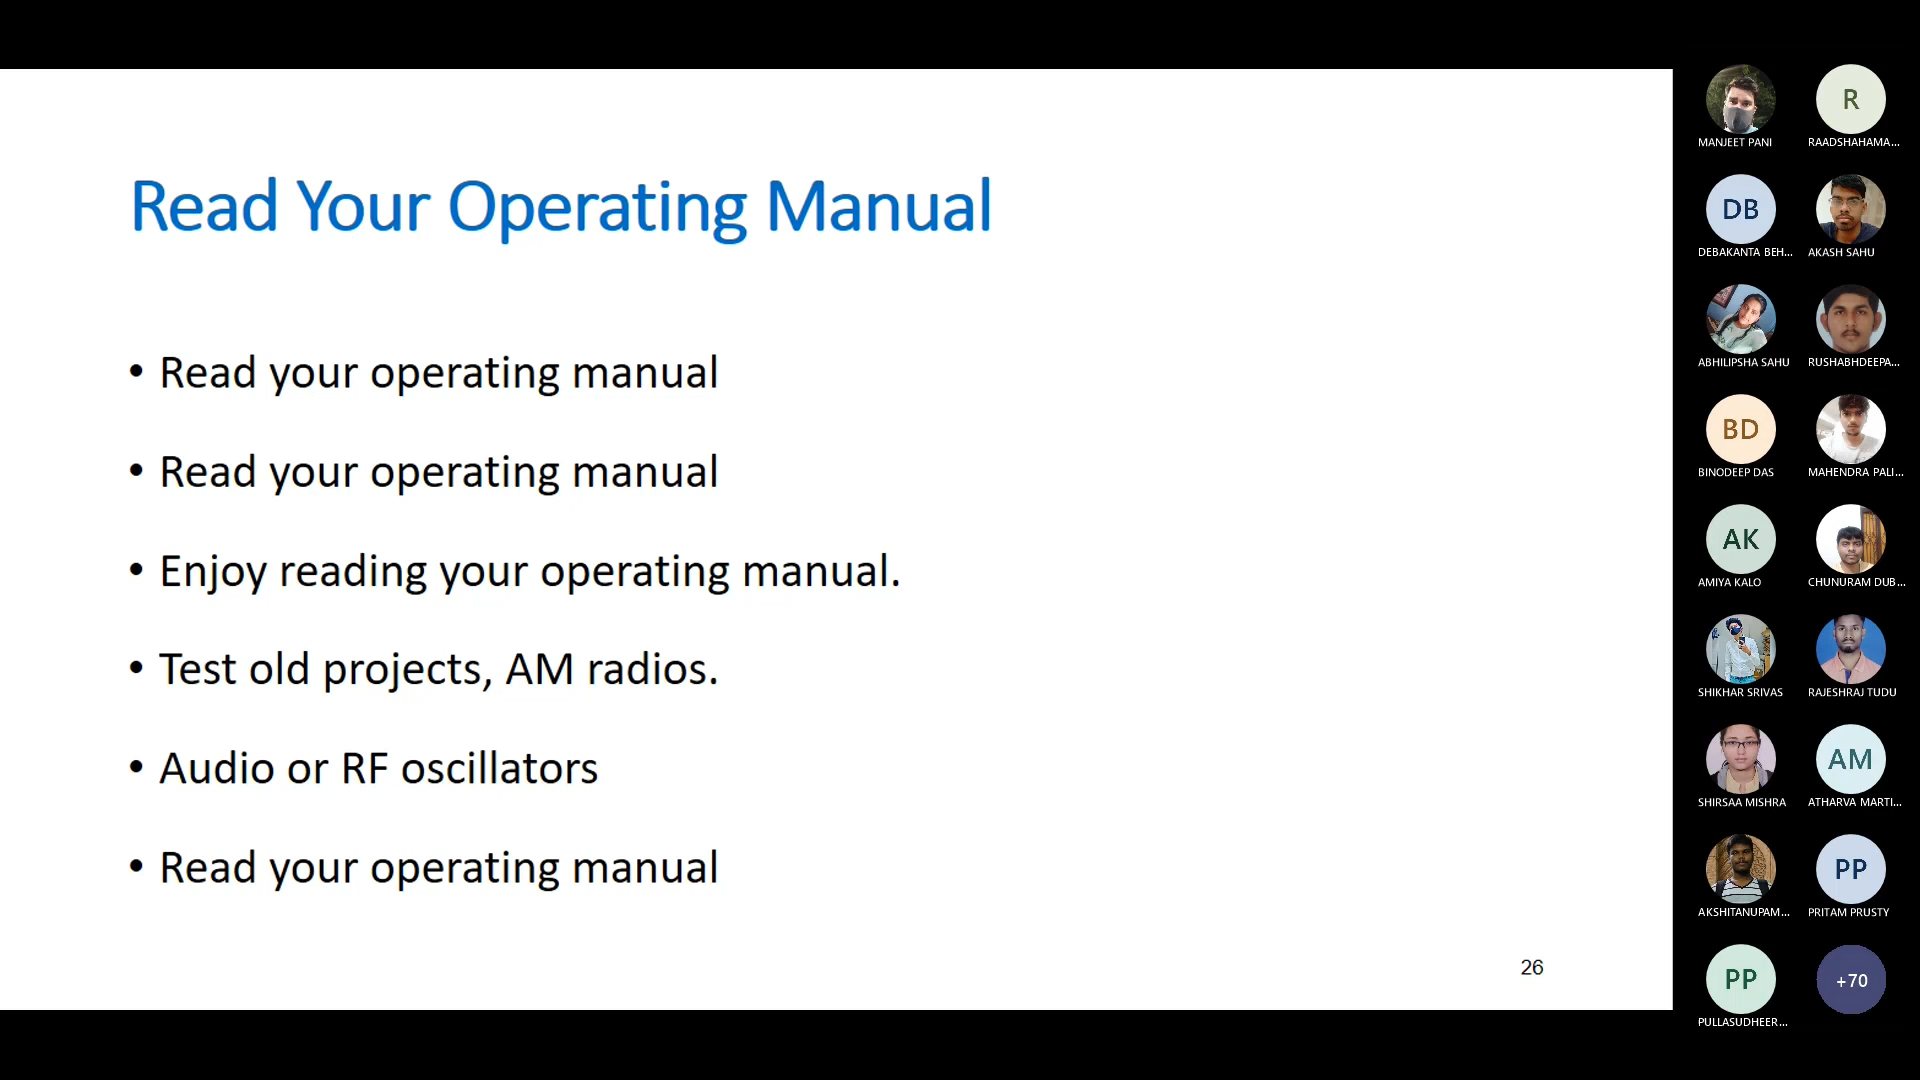 Read Your Operating Manual
• Read your operating manual
• Read your operating manual
• Enjoy reading your operating manual.
• Test old projects, AM radios.
• Audio or RF oscillators
• Read your operating manual
26
MANJEET PANI
R
RAADSHAHAMA...
DB
DEBAKANTA BEH...
AKASH SAHU
ABHILIPSHA SAHU
RUSHABHDEEPA...
BD
BINODEEP DAS
MAHENDRA PALI...
AK
AMIYA KALO
CHUNURAM DUB...
SHIKHAR SRIVAS
RAJESHRAJ TUDU
SHIRSAA MISHRA
AM
ATHARVA MARTI...
AKSHITANUPAM...
PP
PRITAM PRUSTY
PP
PULLASUDHEER...
+70